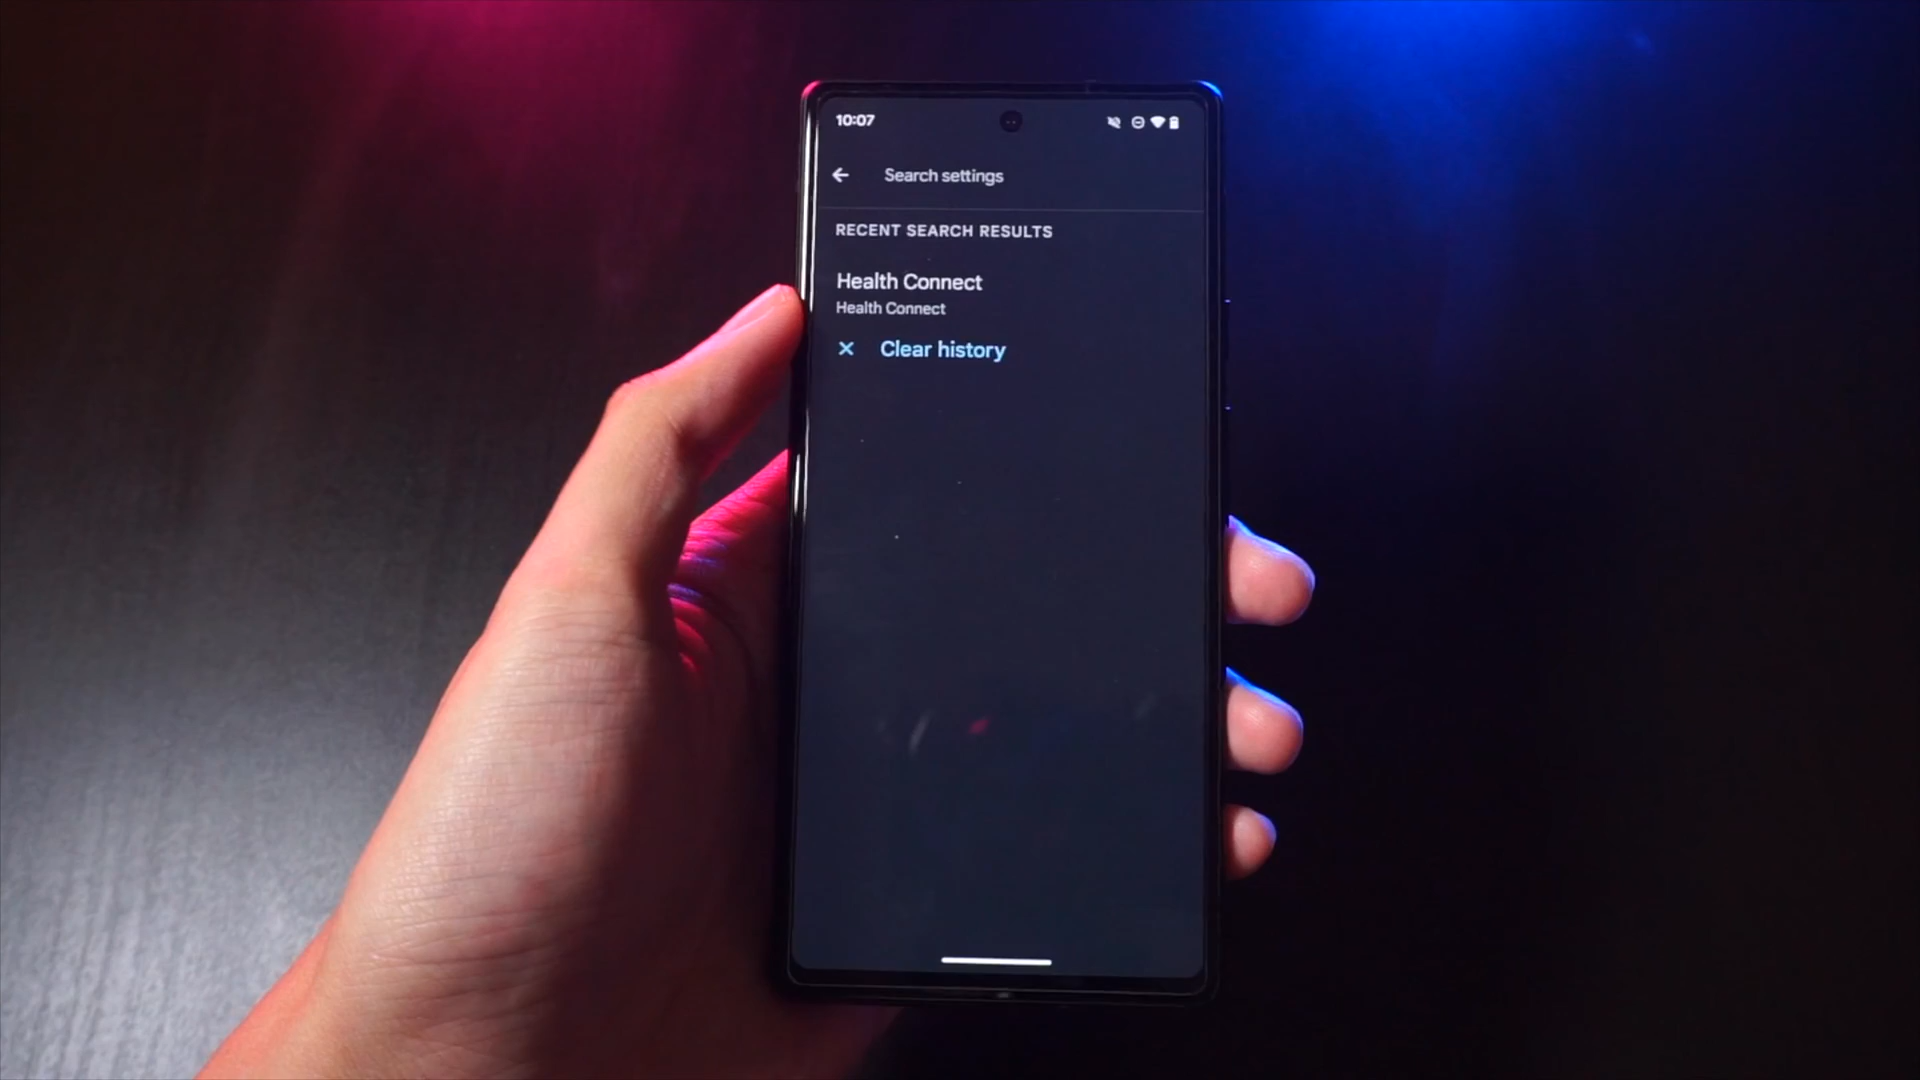 10:07
Search settings
RECENT SEARCH RESULTS
Health Connect
Health Connect
Clear history